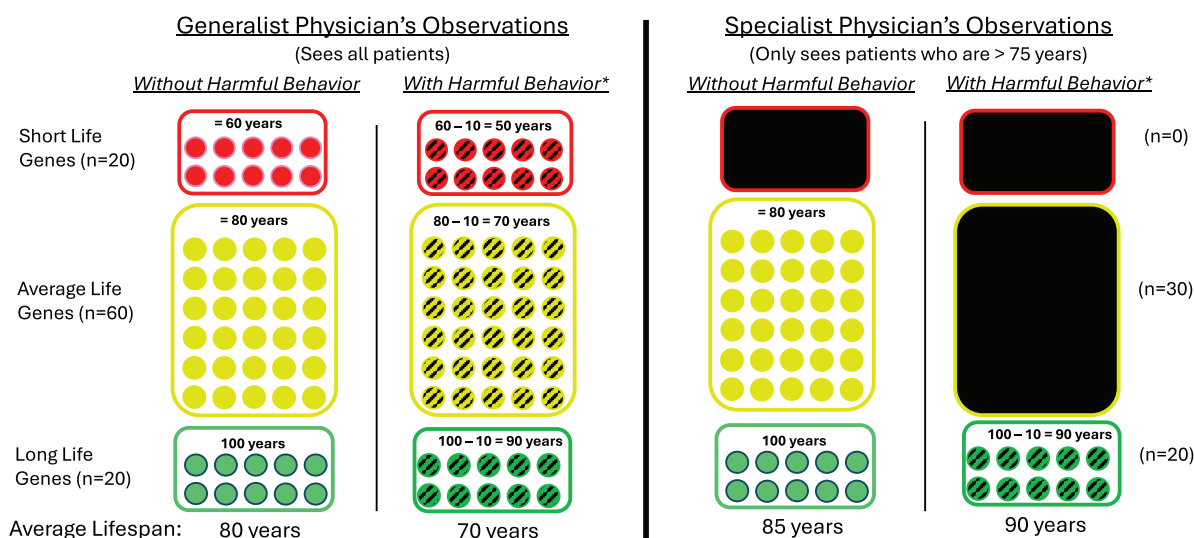 Generalist Physician’s Observations
(Sees all patients)
Without Harmful Behavior
With Harmful Behavior*
Specialist Physician’s Observations
(Only sees patients who are > 75 years)
Without Harmful Behavior
With Harmful Behavior*
Short Life
Genes (n=20)
= 60 years
60 – 10 = 50 years
(n=0)
Average Life
Genes (n=60)
= 80 years
80 – 10 = 70 years
= 80 years
(n=30)
Long Life
Genes (n=20)
100 years
100 – 10 = 90 years
100 years
100 – 10 = 90 years
(n=20)
Average Lifespan:
80 years
70 years
85 years
90 years